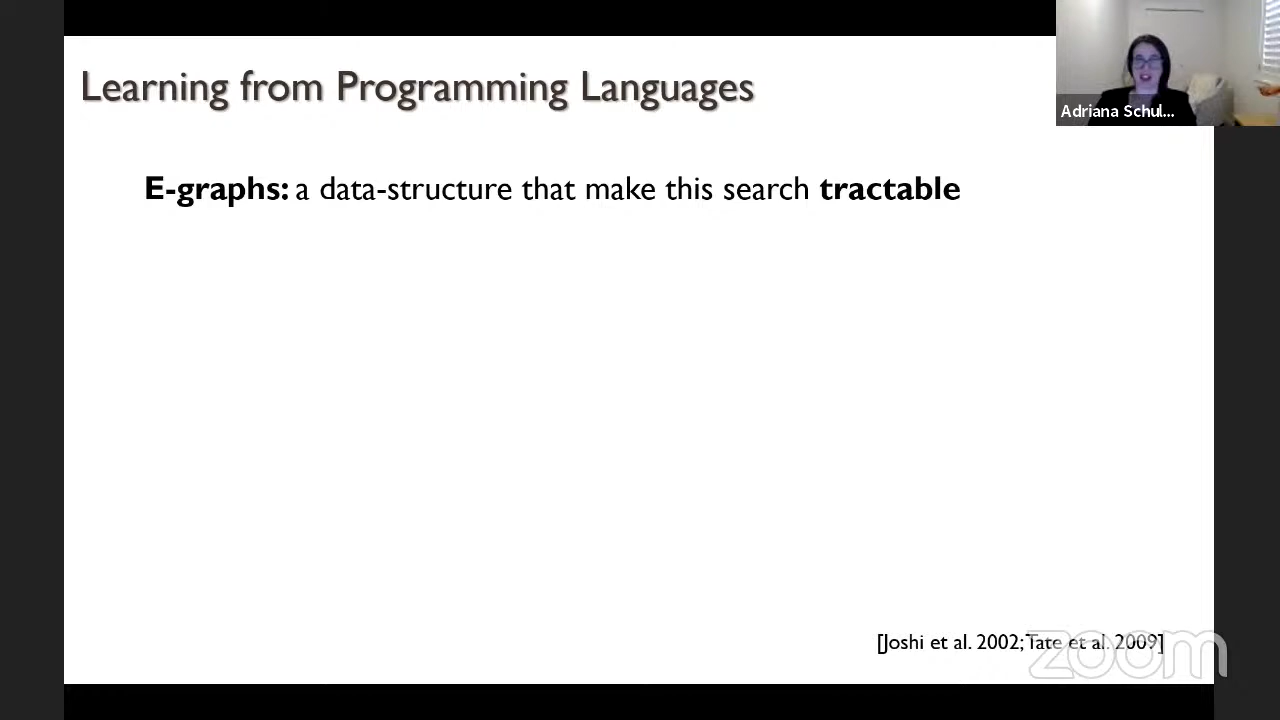 Learning from Programming Languages
Adriana Schul...
E-graphs: a data-structure that make this search tractable
[Joshi et al. 2002; Tate et al. 2009]
zoom